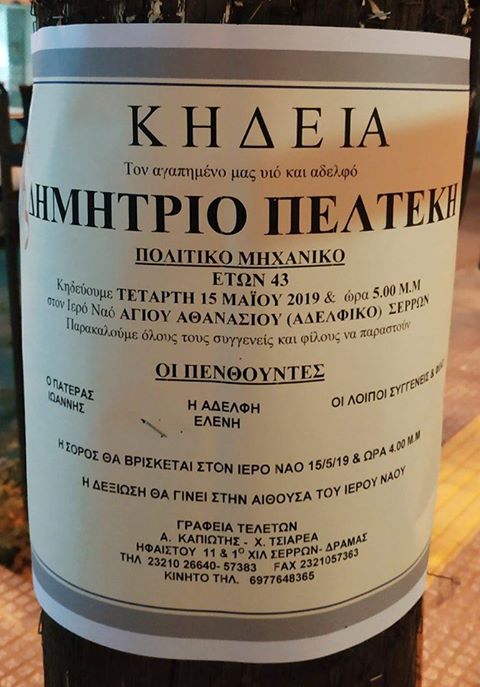 ΚΗΔΕΙΑ
Τον αγαπημένο μας υιό και αδελφό
ΔΗΜΗΤΡΙΟ ΠΕΛΤΕΚΗ
ΠΟΛΙΤΙΚΟ ΜΗΧΑΝΙΚΟ
ΕΤΩΝ 43
Κηδεύουμε ΤΕΤΑΡΤΗ 15 ΜΑΪΟΥ 2019 & ώρα 5.00 Μ.Μ
στον Ιερό Ναό ΑΓΙΟΥ ΑΘΑΝΑΣΙΟΥ (ΑΔΕΛΦΙΚΟ) ΣΕΡΡΩΝ
Παρακαλούμε όλους τους συγγενείς και φίλους να παραστούν
ΟΙ ΠΕΝΘΟΥΝΤΕΣ
Ο ΠΑΤΕΡΑΣ
ΙΩΑΝΝΗΣ
Η ΑΔΕΛΦΗ
ΕΛΕΝΗ
ΟΙ ΛΟΙΠΟΙ ΣΥΓΓΕΝΕΙΣ &
Η ΣΟΡΟΣ ΘΑ ΒΡΙΣΚΕΤΑΙ ΣΤΟΝ ΙΕΡΟ ΝΑΟ 15/5/19 & ΩΡΑ 4.00 Μ.Μ
Η ΔΕΞΙΩΣΗ ΘΑ ΓΙΝΕΙ ΣΤΗΝ ΑΙΘΟΥΣΑ ΤΟΥ ΙΕΡΟΥ ΝΑΟΥ
ΓΡΑΦΕΙΑ ΤΕΛΕΤΩΝ
Α. ΚΑΠΙΩΤΗΣ - Χ. ΤΣΙΑΡΕΑ
ΗΦΑΙΣΤΟΥ 11 & 1Ο ΧΙΛ ΣΕΡΡΩΝ- ΔΡΑΜΑΣ
ΤΗΛ 23210 26640- 57383 FAX 2321057363
ΚΙΝΗΤΟ ΤΗΛ. 6977648365